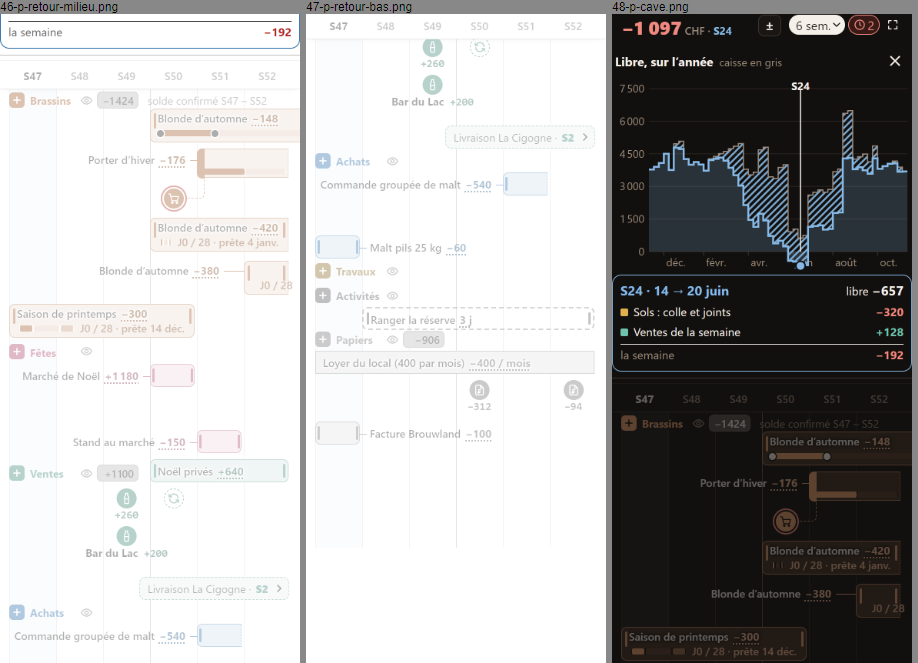 46-p-retour-milieu.png
la semaine −192
S47 S48 S49 S50 S51 S52
Brassins −1424 solde confirmé S47 – S52
Blonde d'automne −148
Porter d'hiver −176
Blonde d'automne −420
J0 / 28 · prête 4 janv.
Blonde d'automne −380
J0 / 28
Saison de printemps −300
J0 / 28 · prête 14 déc.
Fêtes
Marché de Noël +1180
Stand au marché −150
Ventes +1100 Noël privés +640
+260
Bar du Lac +200
Livraison La Cigogne · S2
Achats
Commande groupée de malt −540
47-p-retour-bas.png
S47 S48 S49 S50 S51 S52
+260
Bar du Lac +200
Livraison La Cigogne · S2
Achats
Commande groupée de malt −540
Malt pils 25 kg −60
Travaux
Activités
Ranger la réserve 3 j
Papiers −906
Loyer du local (400 par mois) −400 / mois
−312 −94
Facture Brouwland −100
48-p-cave.png
−1 097 CHF · S24 ± 6 sem. 2
Libre, sur l'année caisse en gris
S24
7 500
6 000
4 500
3 000
1 500
0
déc. févr. avr. août oct.
S24 · 14 → 20 juin libre −657
Sols : colle et joints −320
Ventes de la semaine +128
la semaine −192
S47 S48 S49 S50 S51 S52
Brassins −1424 solde confirmé S47 – S52
Blonde d'automne −148
Porter d'hiver −176
Blonde d'automne −420
J0 / 28 · prête 4 janv.
Blonde d'automne −380
J0 / 28
Saison de printemps −300
J0 / 28 · prête 14 déc.